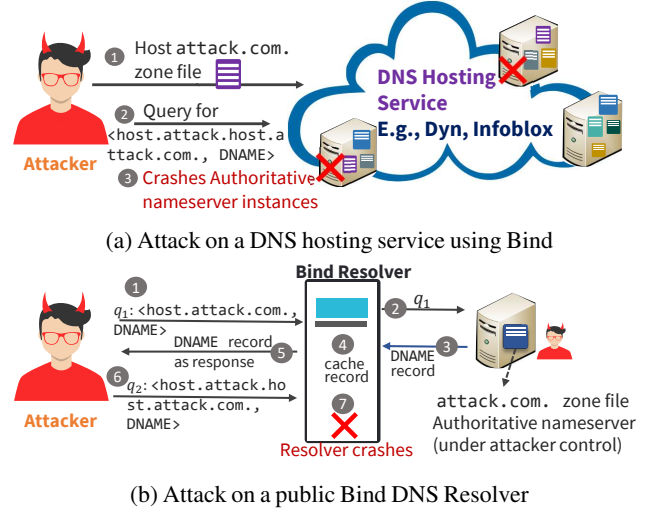 1 Host attack.com.
zone file
2 Query for
<host.attack.host.a
ttack.com., DNAME>
3 Crashes Authoritative
nameserver instances
Attacker
DNS Hosting
Service
E.g., Dyn, Infoblox
(a) Attack on a DNS hosting service using Bind
Bind Resolver
1
q1: <host.attack.com.,
DNAME>
DNAME record
as response
5
6
q2: <host.attack.ho
st.attack.com.,
DNAME>
Attacker
4
cache
record
7
Resolver crashes
2 q1
3
DNAME
record
attack.com. zone file
Authoritative nameserver
(under attacker control)
(b) Attack on a public Bind DNS Resolver